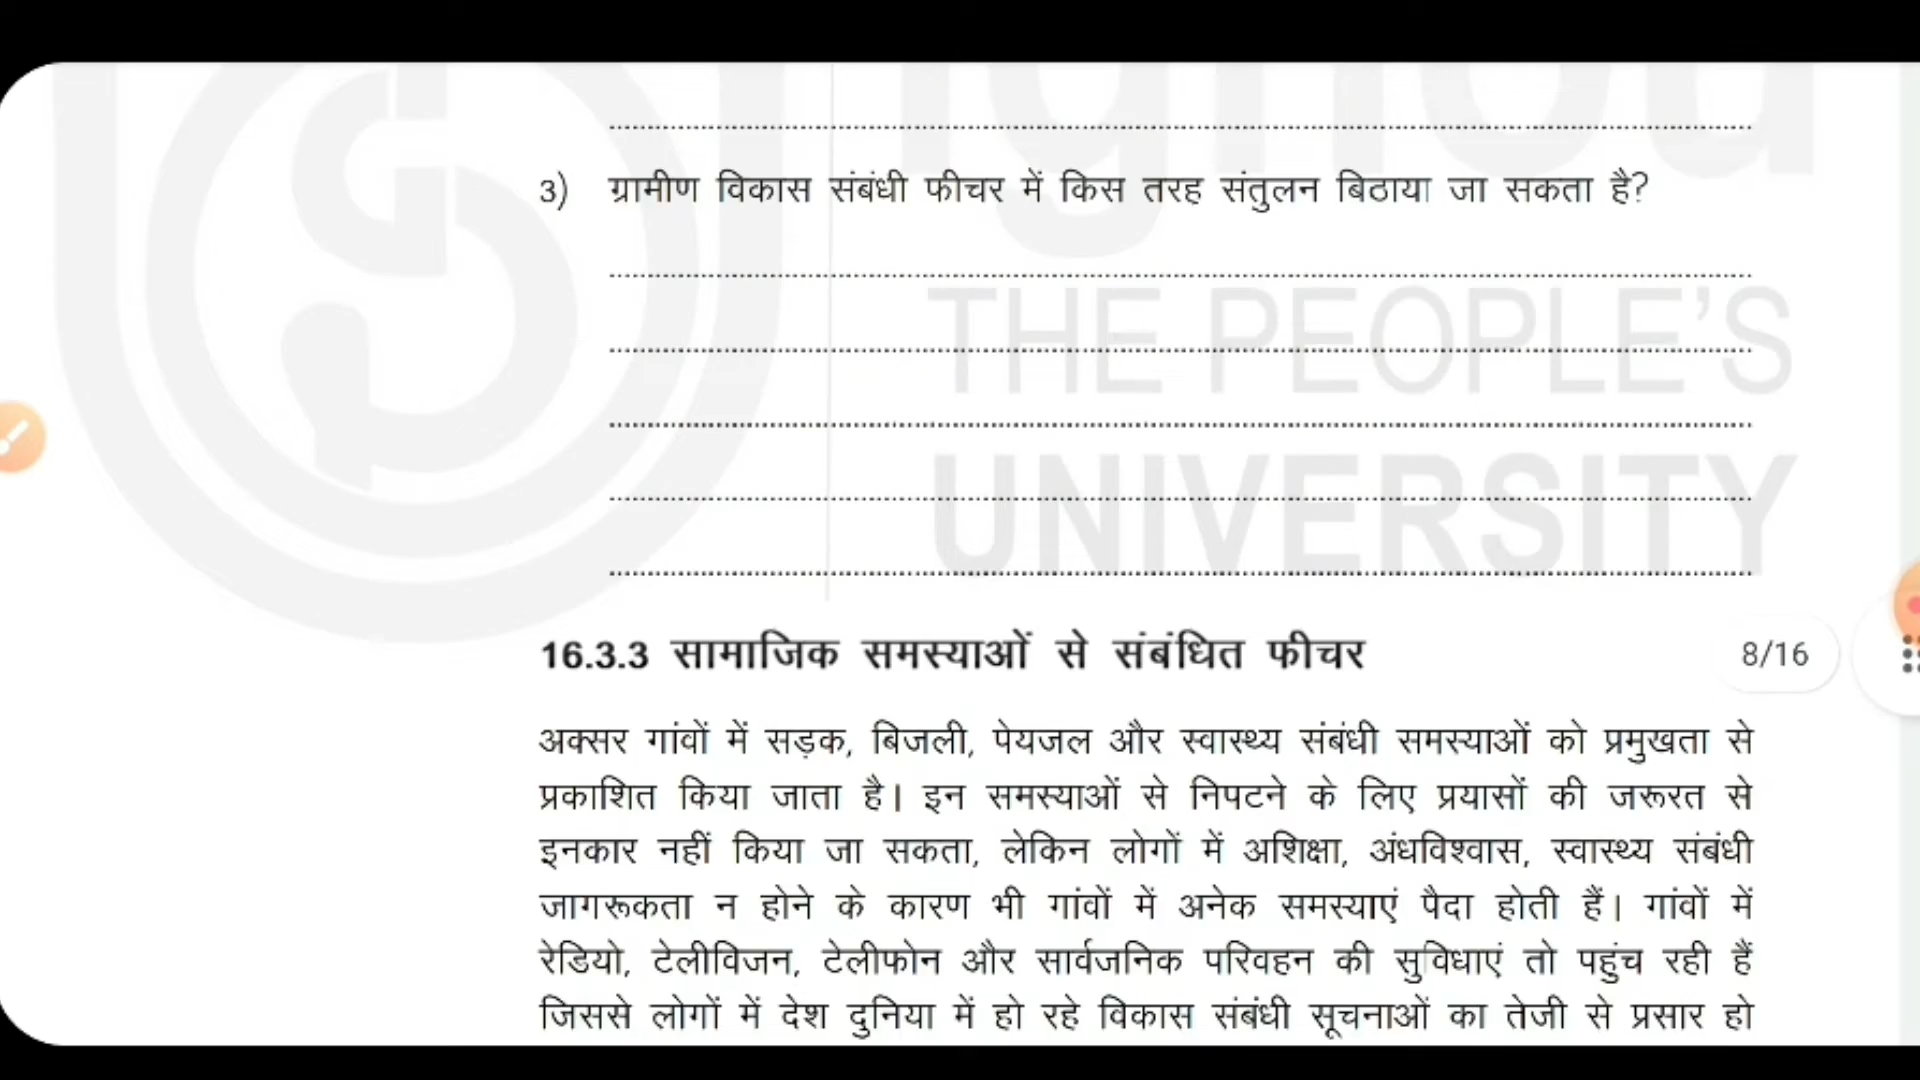 ignou
3) ग्रामीण विकास संबंधी फीचर में किस तरह संतुलन बिठाया जा सकता है?
THE PEOPLE'S
UNIVERSITY
16.3.3 सामाजिक समस्याओं से संबंधित फीचर
8/16
अक्सर गांवों में सड़क, बिजली, पेयजल और स्वास्थ्य संबंधी समस्याओं को प्रमुखता से
प्रकाशित किया जाता है। इन समस्याओं से निपटने के लिए प्रयासों की जरूरत से
इनकार नहीं किया जा सकता, लेकिन लोगों में अशिक्षा, अंधविश्वास, स्वास्थ्य संबंधी
जागरूकता न होने के कारण भी गांवों में अनेक समस्याएं पैदा होती हैं। गांवों में
रेडियो, टेलीविजन, टेलीफोन और सार्वजनिक परिवहन की सुविधाएं तो पहुंच रही हैं
जिससे लोगों में देश दुनिया में हो रहे विकास संबंधी सूचनाओं का तेजी से प्रसार हो